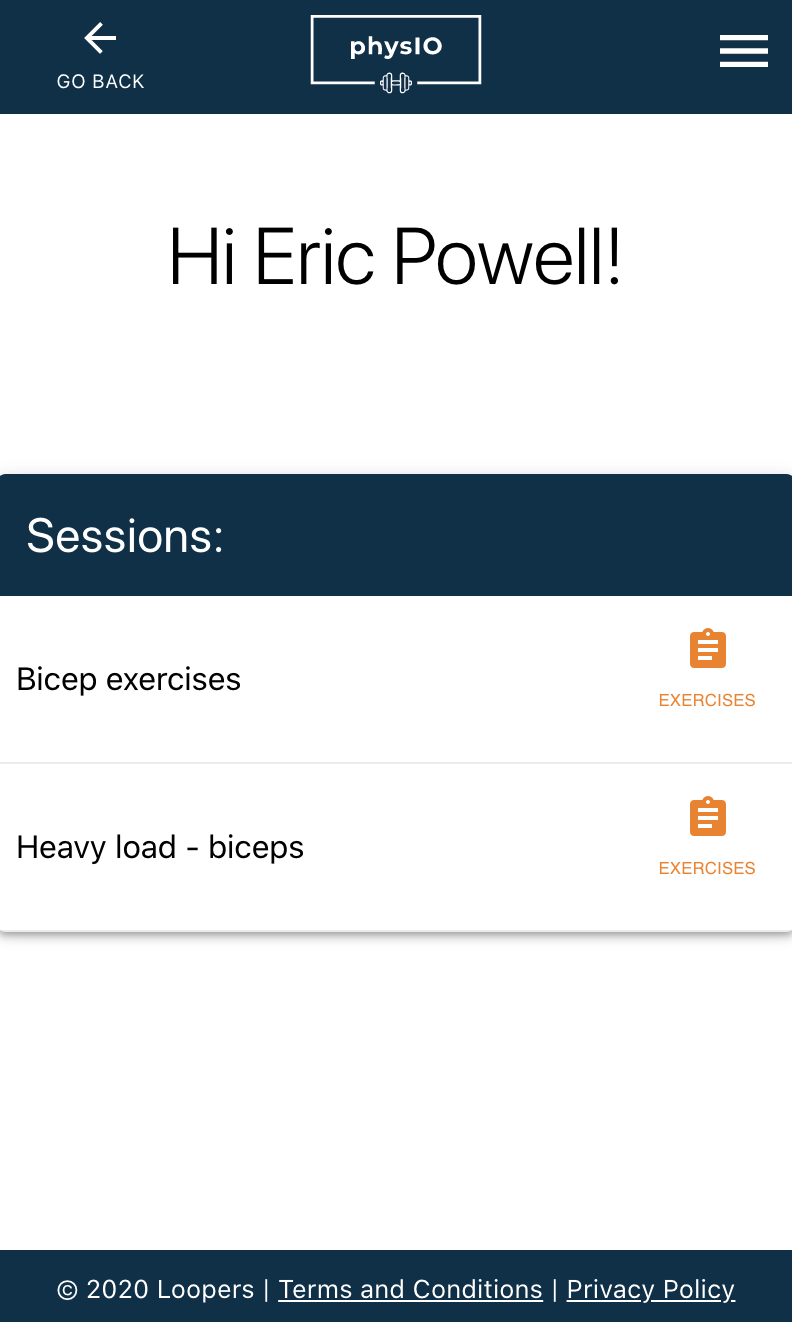 GO BACK
physIO
Hi Eric Powell!
Sessions:
Bicep exercises
EXERCISES
Heavy load - biceps
EXERCISES
© 2020 Loopers | Terms and Conditions | Privacy Policy